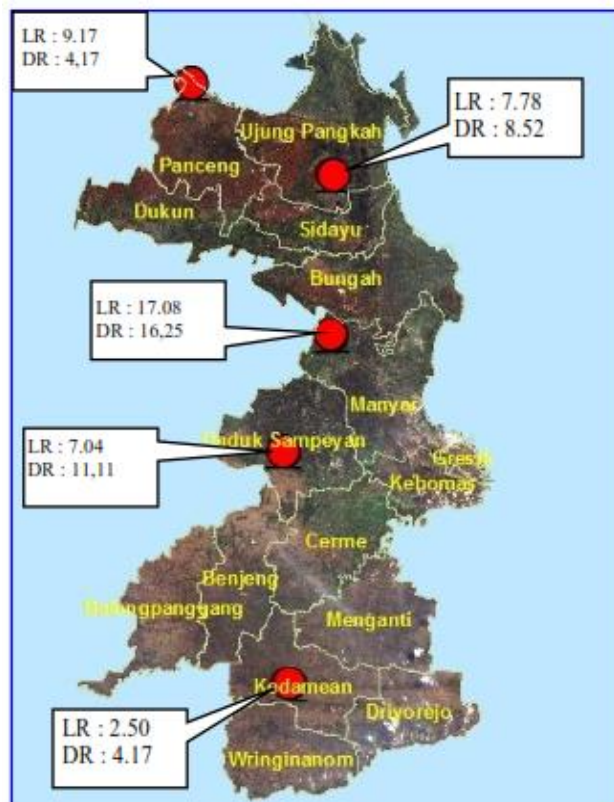 LR : 9.17
DR : 4,17
LR : 7.78
DR : 8.52
Ujung Pangkah
Panceng
Dukun
Sidayu
Bungah
LR : 17.08
DR : 16,25
Manyar
LR : 7.04
DR : 11,11
Sampeyan
Gresik
Kebomas
Cerme
Benjeng
Menganti
Kedamean
Driyorejo
LR : 2.50
DR : 4.17
Wringinanom